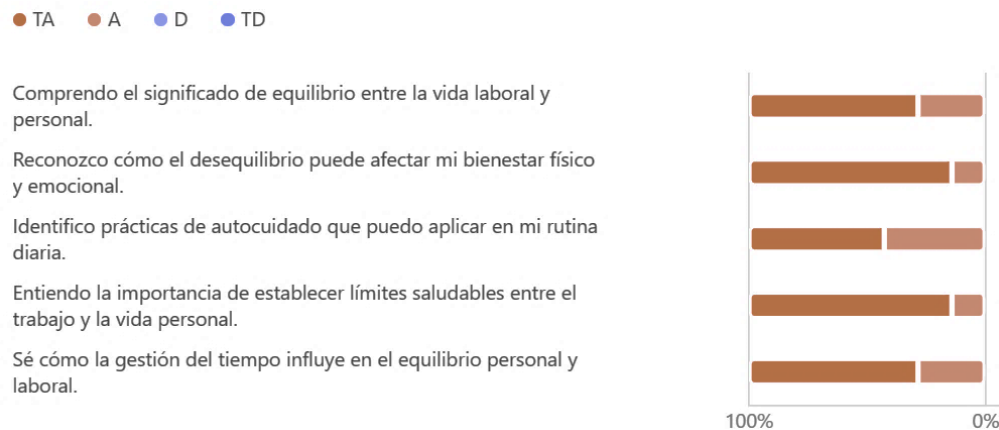 TA A D TD
Comprendo el significado de equilibrio entre la vida laboral y
personal.
Reconozco cómo el desequilibrio puede afectar mi bienestar físico
y emocional.
Identifico prácticas de autocuidado que puedo aplicar en mi rutina
diaria.
Entiendo la importancia de establecer límites saludables entre el
trabajo y la vida personal.
Sé cómo la gestión del tiempo influye en el equilibrio personal y
laboral.
100% 0%